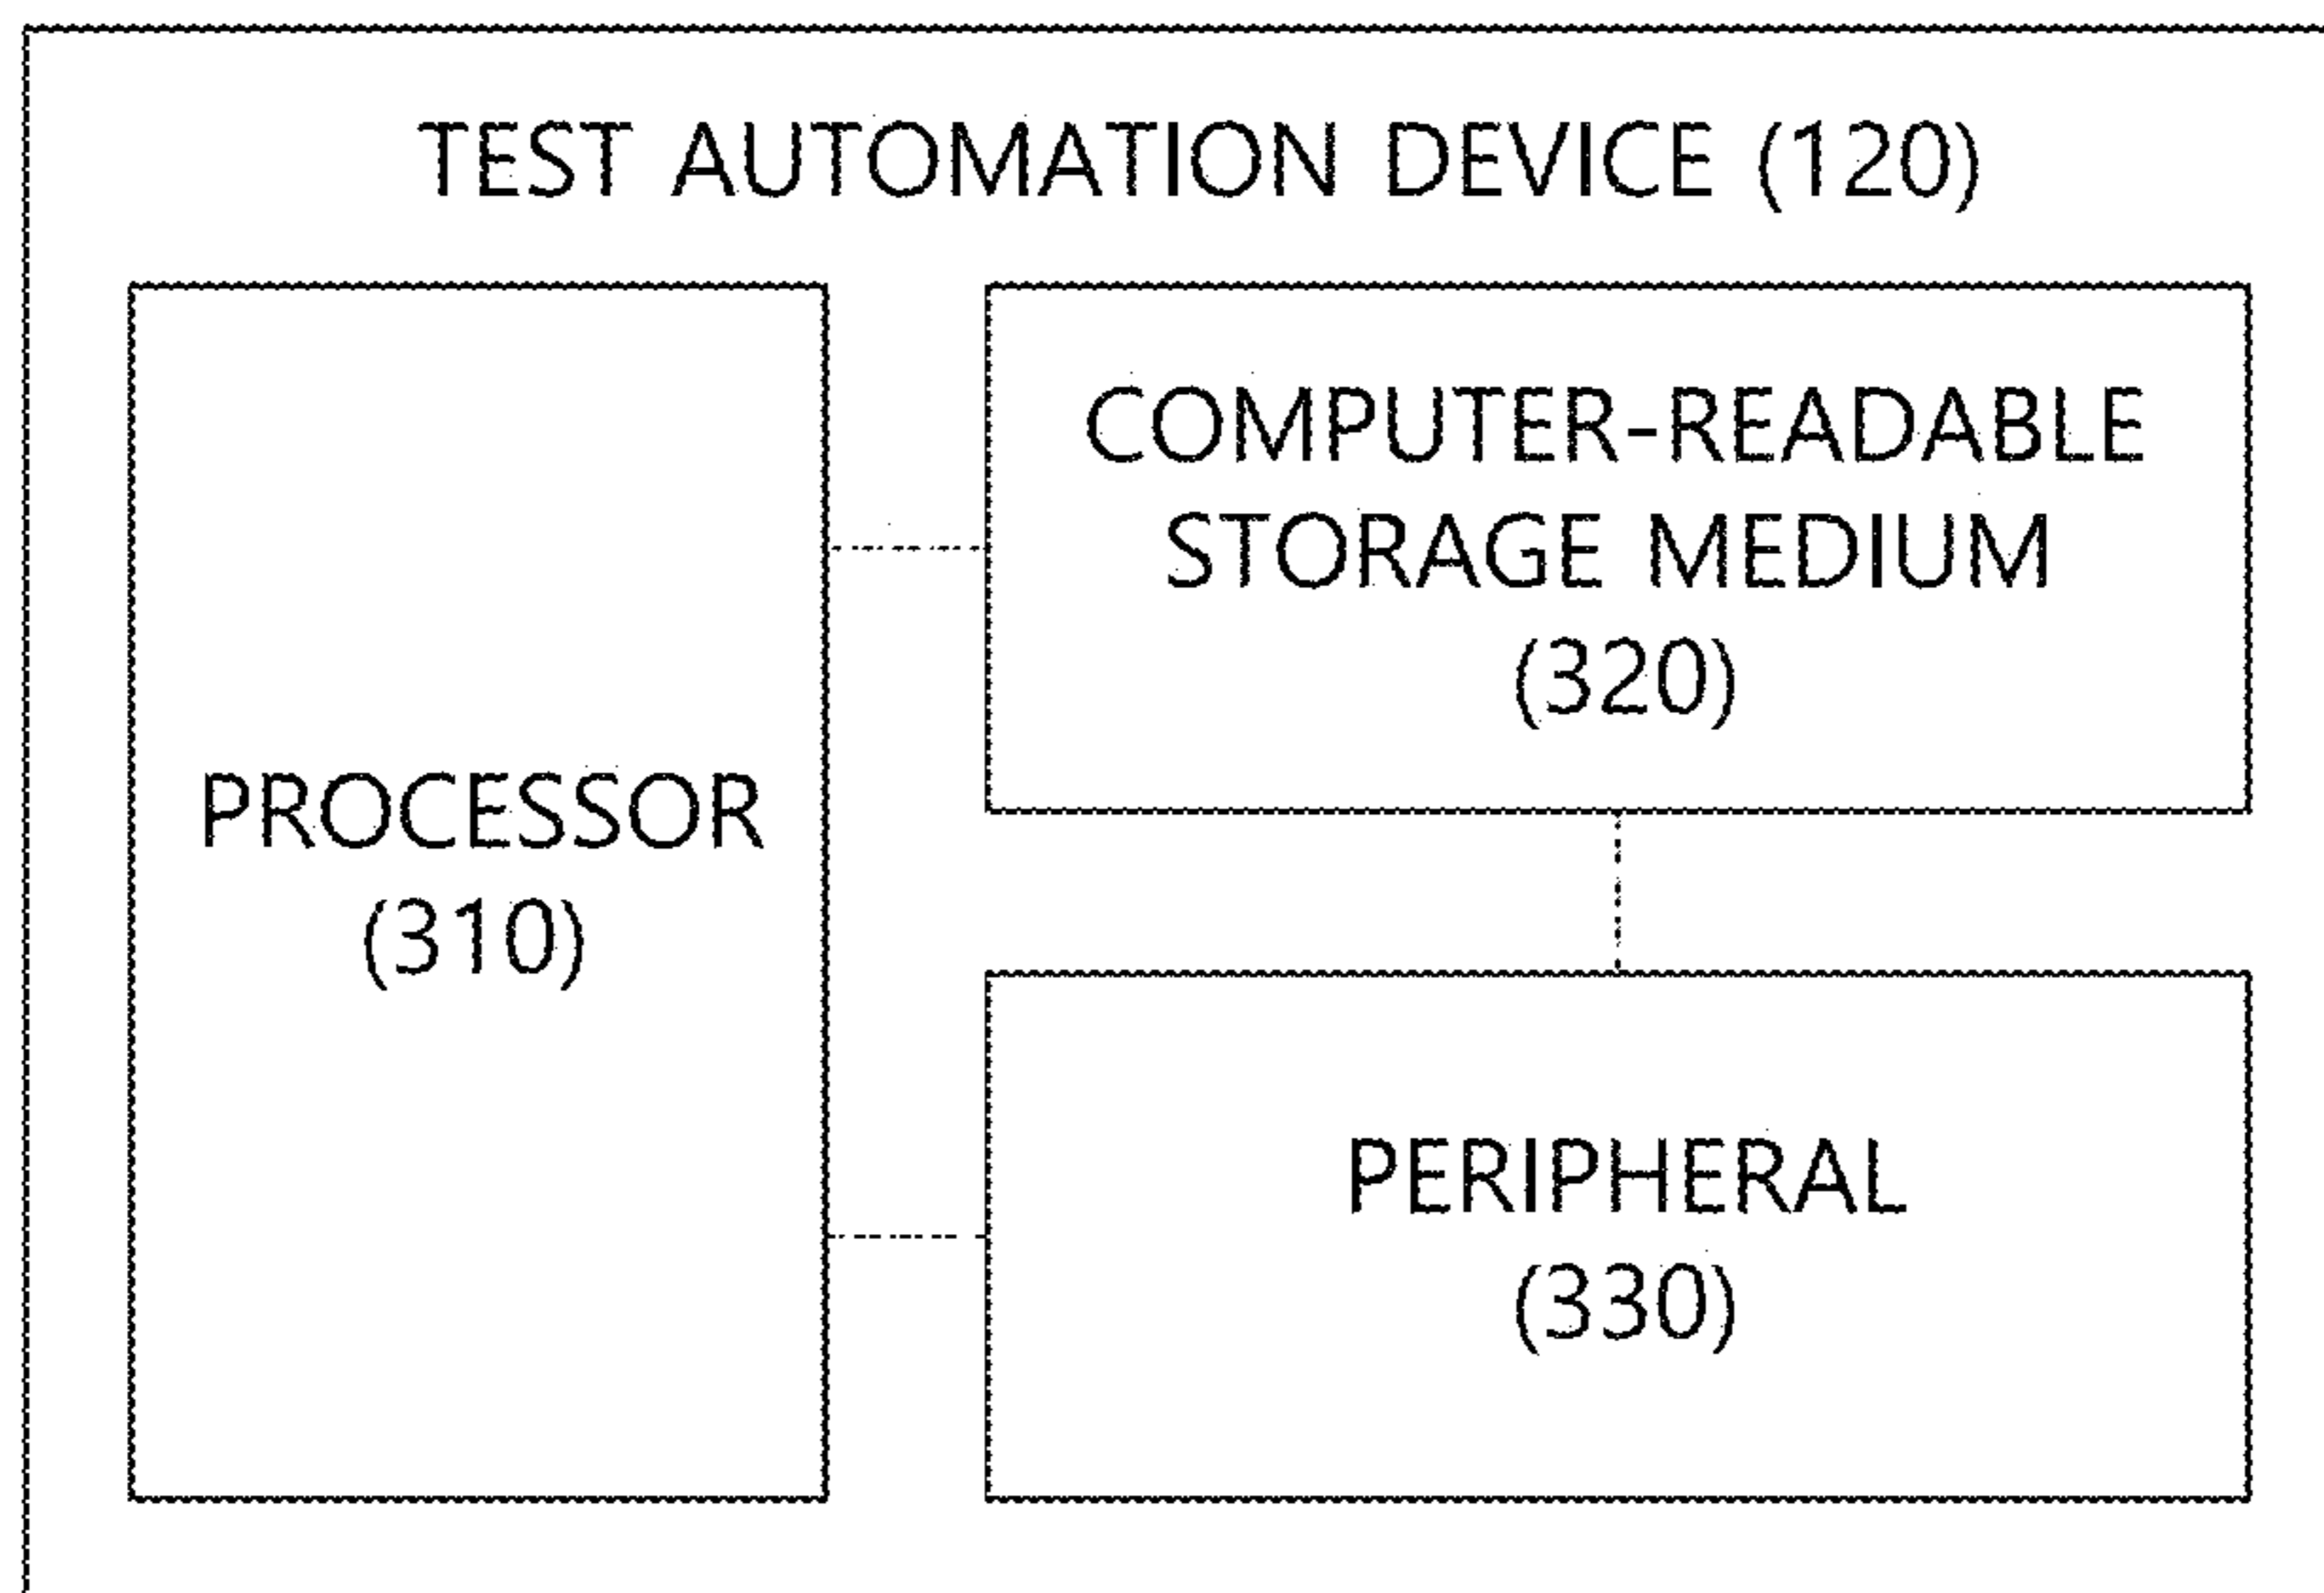 TEST AUTOMATION DEVICE (120)
PROCESSOR
(310)
COMPUTER-READABLE
STORAGE MEDIUM
(320)
PERIPHERAL
(330)